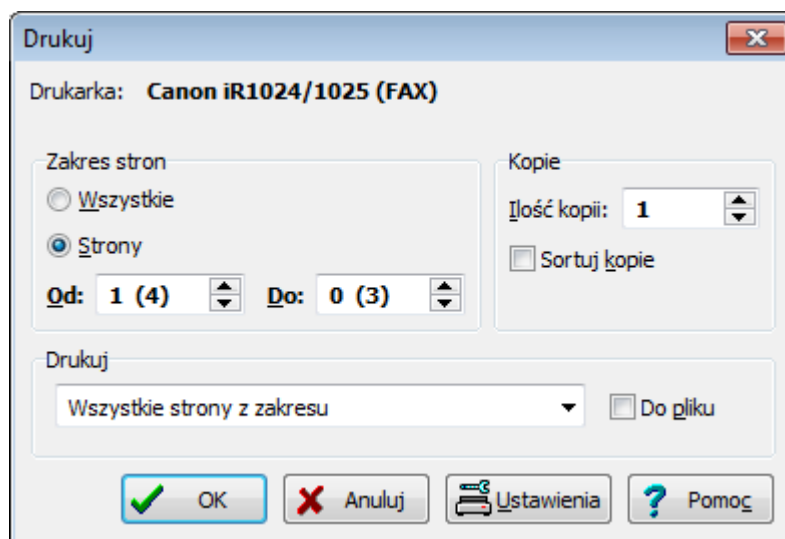 Drukuj
Drukarka: Canon iR1024/1025 (FAX)
Zakres stron
Wszystkie
Strony
Od: 1 (4) Do: 0 (3)
Kopie
Ilość kopii: 1
Sortuj kopie
Drukuj
Wszystkie strony z zakresu Do pliku
OK Anuluj Ustawienia Pomoc